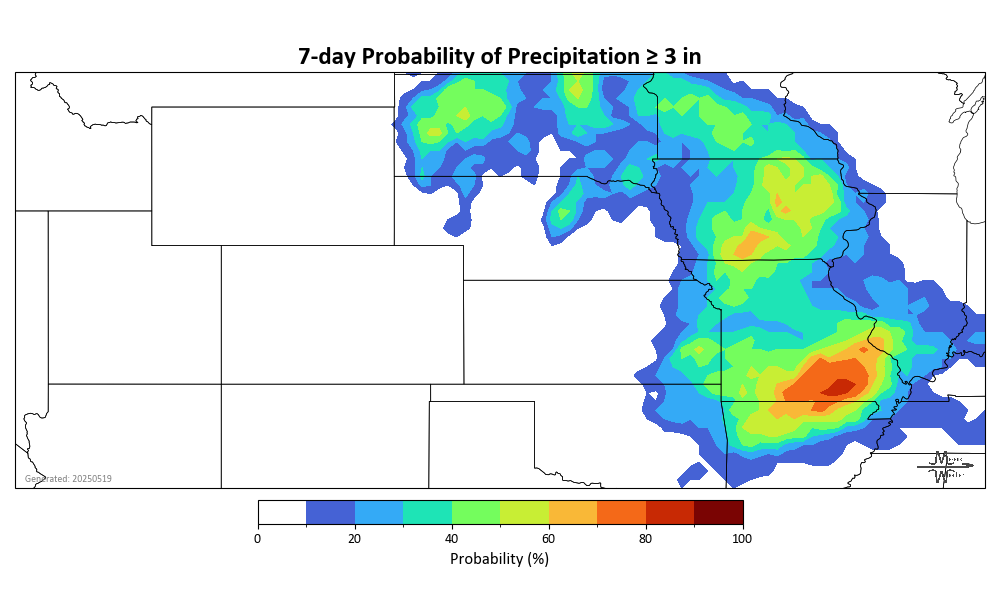 7-day Probability of Precipitation ≥ 3 in
Generated: 20250519
0 20 40 60 80 100
Probability (%)